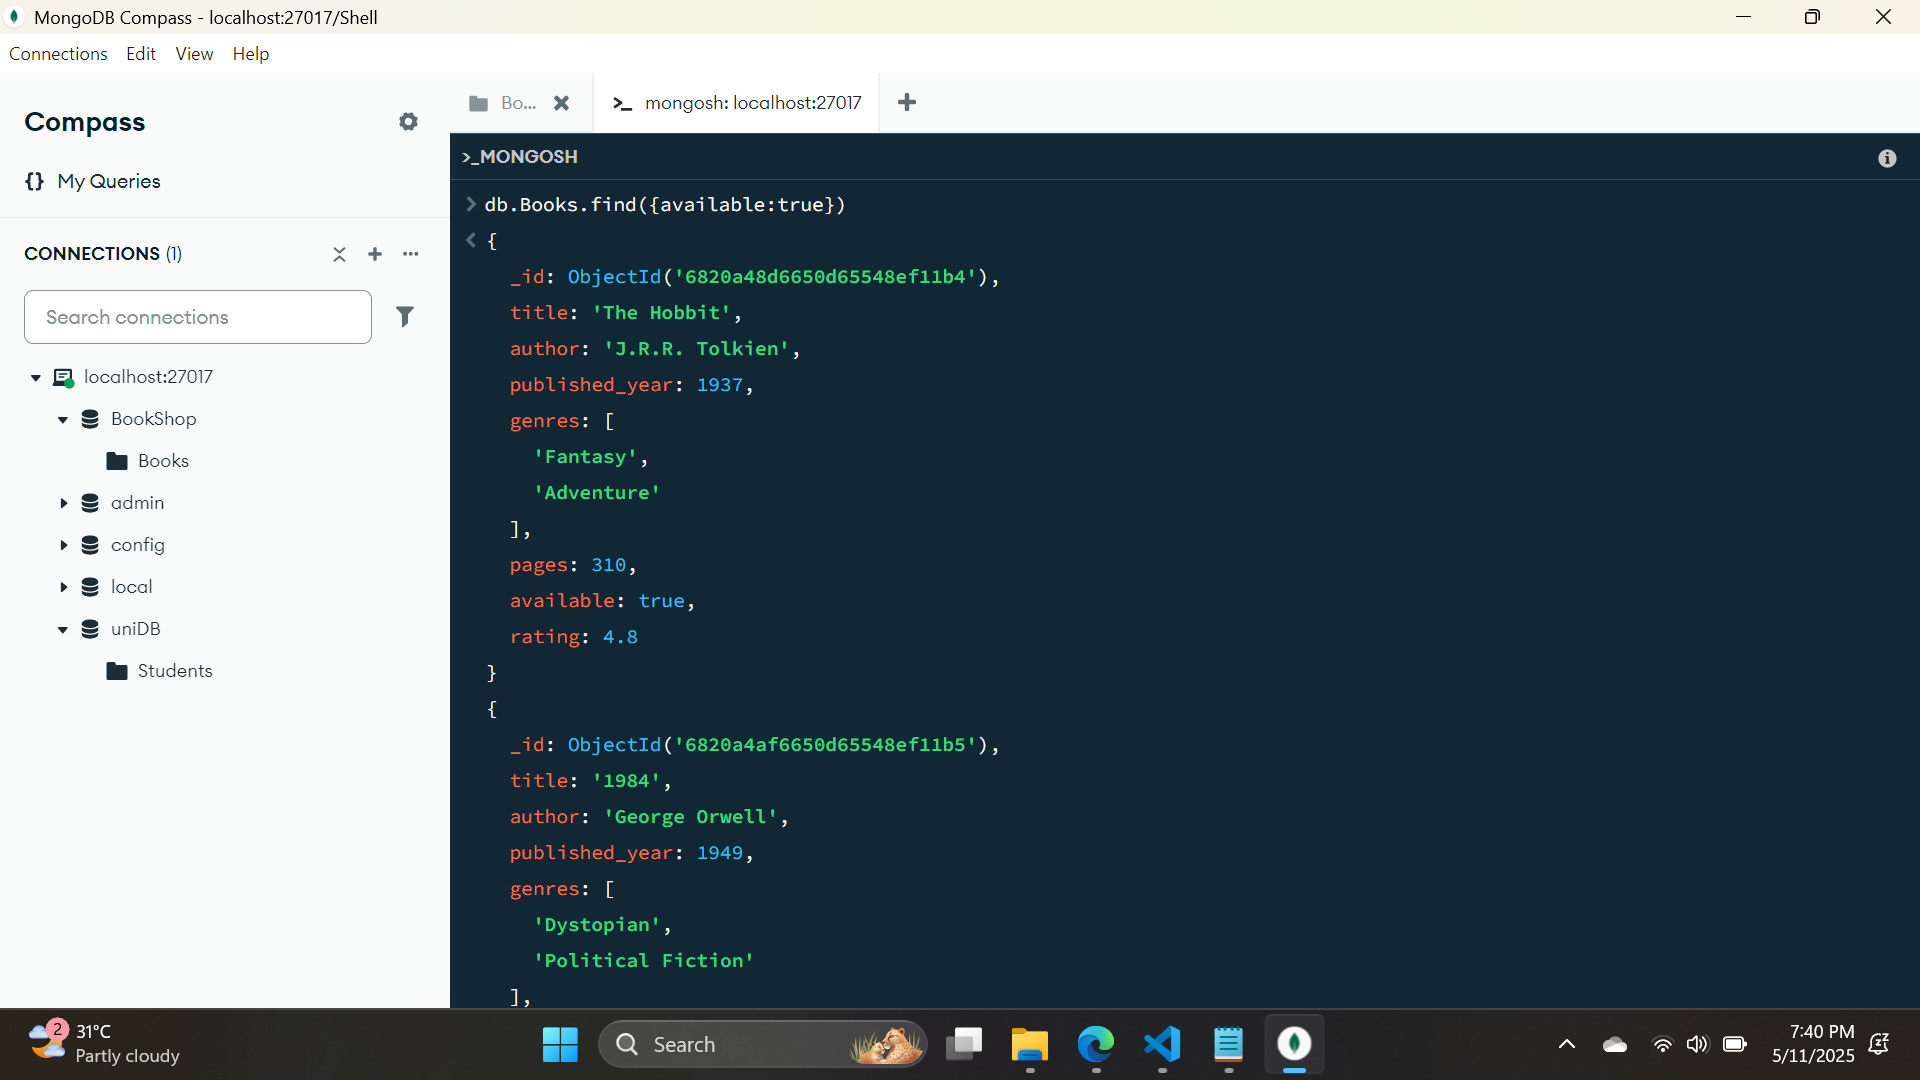 MongoDB Compass - localhost:27017/Shell
Connections Edit View Help
Compass
{} My Queries
CONNECTIONS (1)
Search connections
localhost:27017
BookShop
Books
admin
config
local
uniDB
Students
Bo...
>_ mongosh: localhost:27017
>_MONGOSH
> db.Books.find({available:true})
< {
_id: ObjectId('6820a48d6650d65548ef11b4'),
title: 'The Hobbit',
author: 'J.R.R. Tolkien',
published_year: 1937,
genres: [
'Fantasy',
'Adventure'
],
pages: 310,
available: true,
rating: 4.8
}
{
_id: ObjectId('6820a4af6650d65548ef11b5'),
title: '1984',
author: 'George Orwell',
published_year: 1949,
genres: [
'Dystopian',
'Political Fiction'
],
2
31°C
Partly cloudy
Search
7:40 PM
5/11/2025